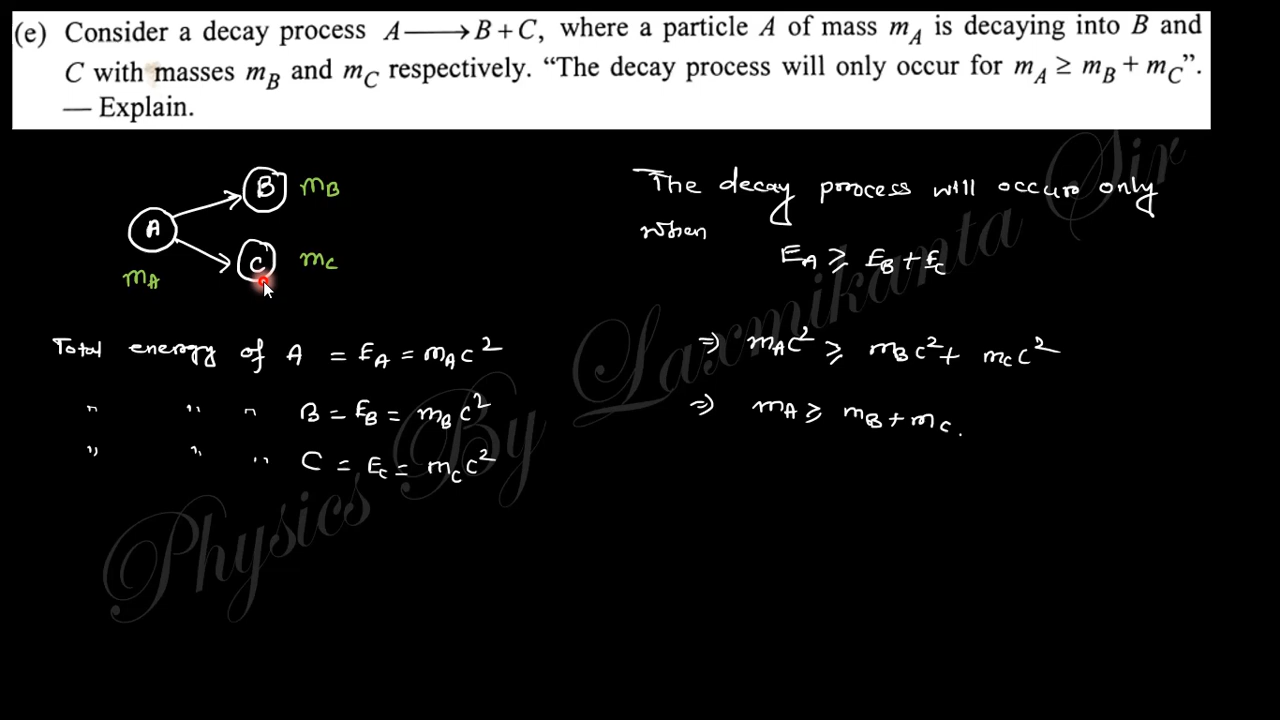 (e) Consider a decay process A ⟶ B + C, where a particle A of mass m_A is decaying into B and
C with masses m_B and m_C respectively. “The decay process will only occur for m_A ≥ m_B + m_C”.
— Explain.
B m_B
A
C m_C
m_A
Total energy of A = E_A = m_A c²
" " " B = E_B = m_B c²
" " " C = E_C = m_C c²
The decay process will occur only
when
E_A ⩾ E_B + E_C
⇒ m_A c² ⩾ m_B c² + m_C c²
⇒ m_A ⩾ m_B + m_C .
Physics By Laxmikanta Sir